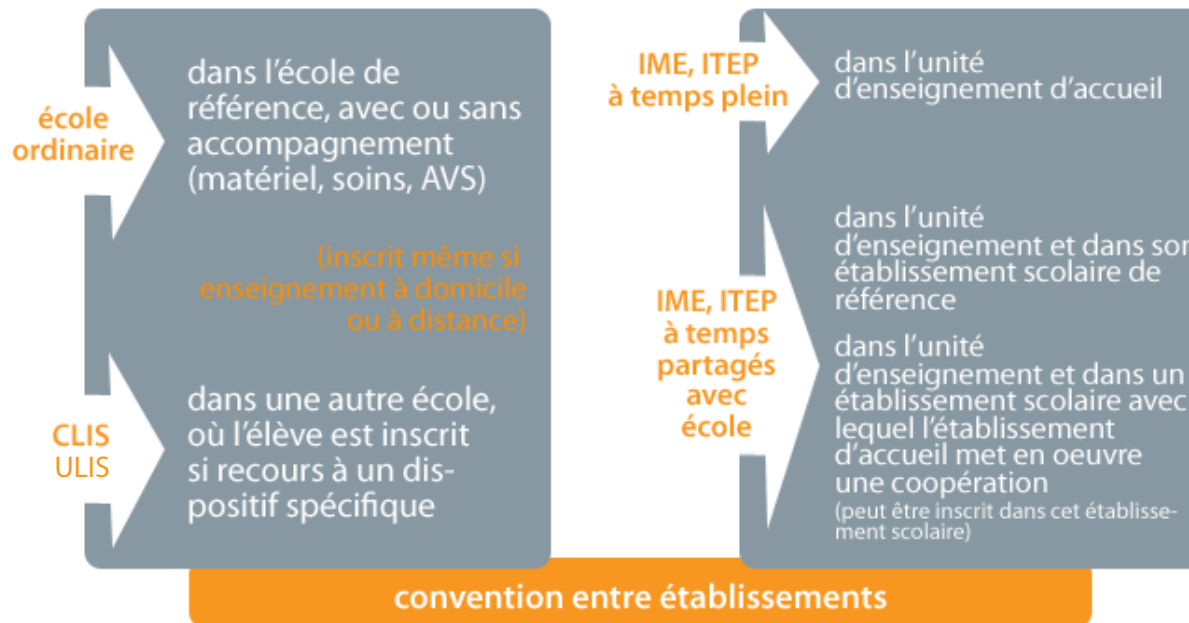 école
ordinaire
dans l’école de
référence, avec ou sans
accompagnement
(matériel, soins, AVS)
(inscrit même si
enseignement à domicile
ou à distance)
CLIS
ULIS
dans une autre école,
où l’élève est inscrit
si recours à un dis-
positif spécifique
IME, ITEP
à temps plein
dans l’unité
d’enseignement d’accueil
IME, ITEP
à temps
partagés
avec
école
dans l’unité
d’enseignement et dans son
établissement scolaire de
référence
dans l’unité
d’enseignement et dans un
établissement scolaire avec
lequel l’établissement
d’accueil met en oeuvre
une coopération
(peut être inscrit dans cet établisse-
ment scolaire)
convention entre établissements